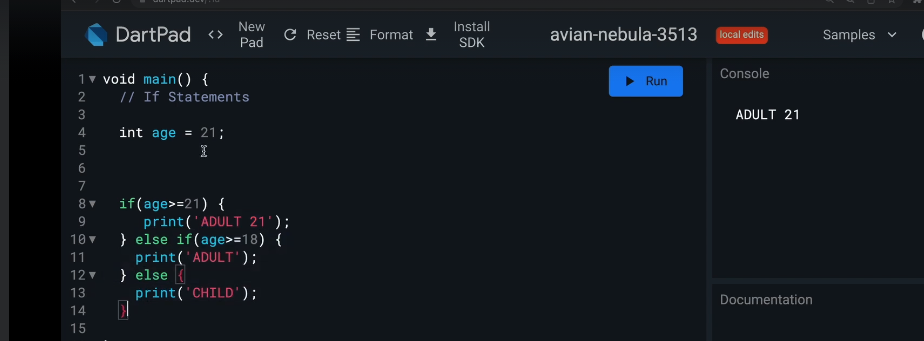 DartPad <> New Pad Reset Format Install SDK avian-nebula-3513 local edits Samples
1 void main() {
2 // If Statements
3
4 int age = 21;
5
6
7
8 if(age>=21) {
9 print('ADULT 21');
10 } else if(age>=18) {
11 print('ADULT');
12 } else {
13 print('CHILD');
14 }
15
Run
Console
ADULT 21
Documentation